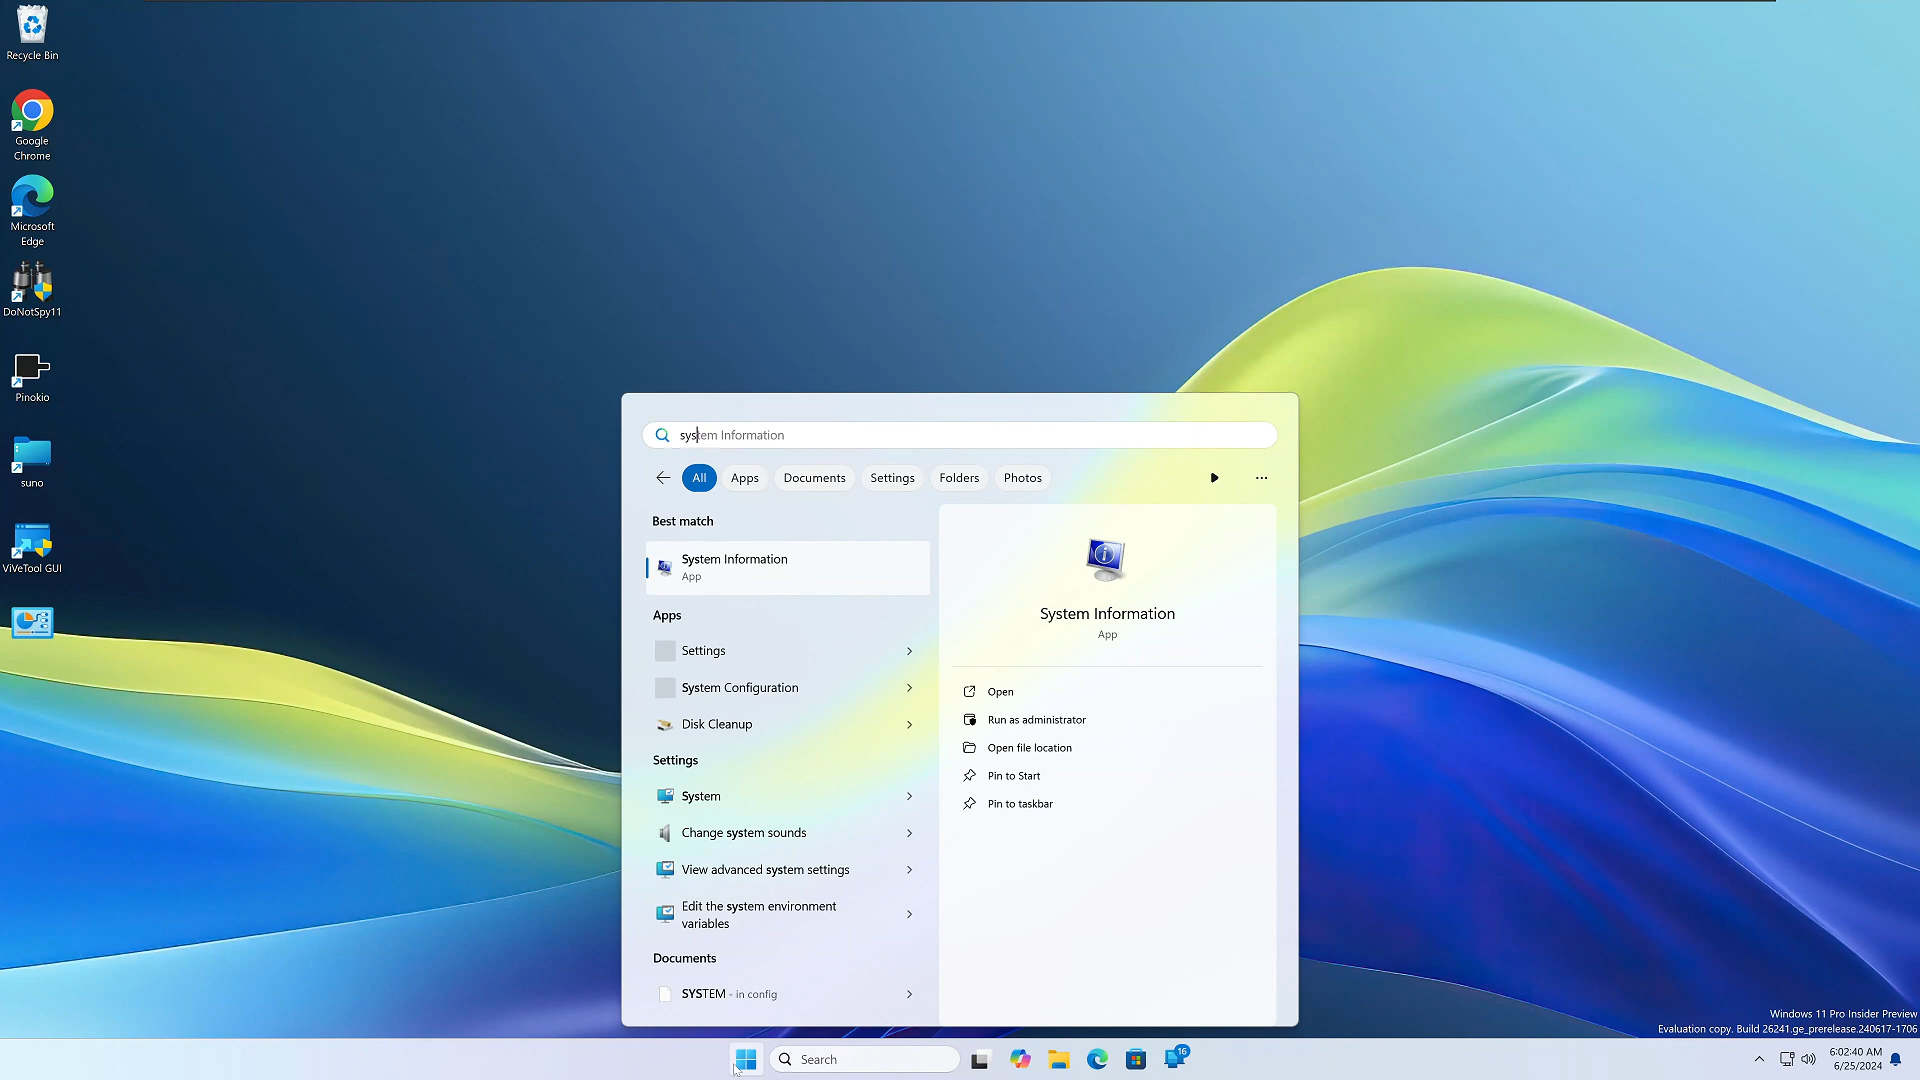 Recycle Bin
Google
Chrome
Microsoft
Edge
DoNotSpy11
Pinokio
suno
ViVeTool GUI
system Information
All
Apps
Documents
Settings
Folders
Photos
Best match
System Information
App
Apps
Settings
System Configuration
Disk Cleanup
Settings
System
Change system sounds
View advanced system settings
Edit the system environment
variables
Documents
SYSTEM - in config
System Information
App
Open
Run as administrator
Open file location
Pin to Start
Pin to taskbar
Windows 11 Pro Insider Preview
Evaluation copy. Build 26241.ge_prerelease.240617-1706
Search
16
6:02:40 AM
6/25/2024